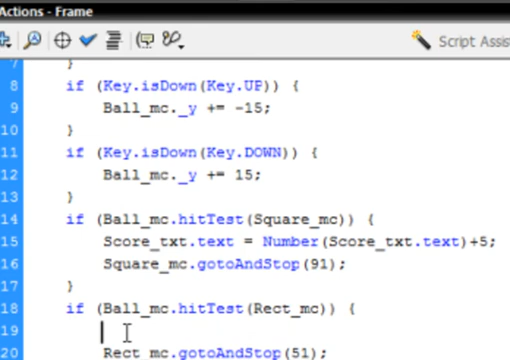 Actions - Frame
Script Assis
7 }
8 if (Key.isDown(Key.UP)) {
9 Ball_mc._y += -15;
10 }
11 if (Key.isDown(Key.DOWN)) {
12 Ball_mc._y += 15;
13 }
14 if (Ball_mc.hitTest(Square_mc)) {
15 Score_txt.text = Number(Score_txt.text)+5;
16 Square_mc.gotoAndStop(91);
17 }
18 if (Ball_mc.hitTest(Rect_mc)) {
19
20 Rect_mc.gotoAndStop(51);